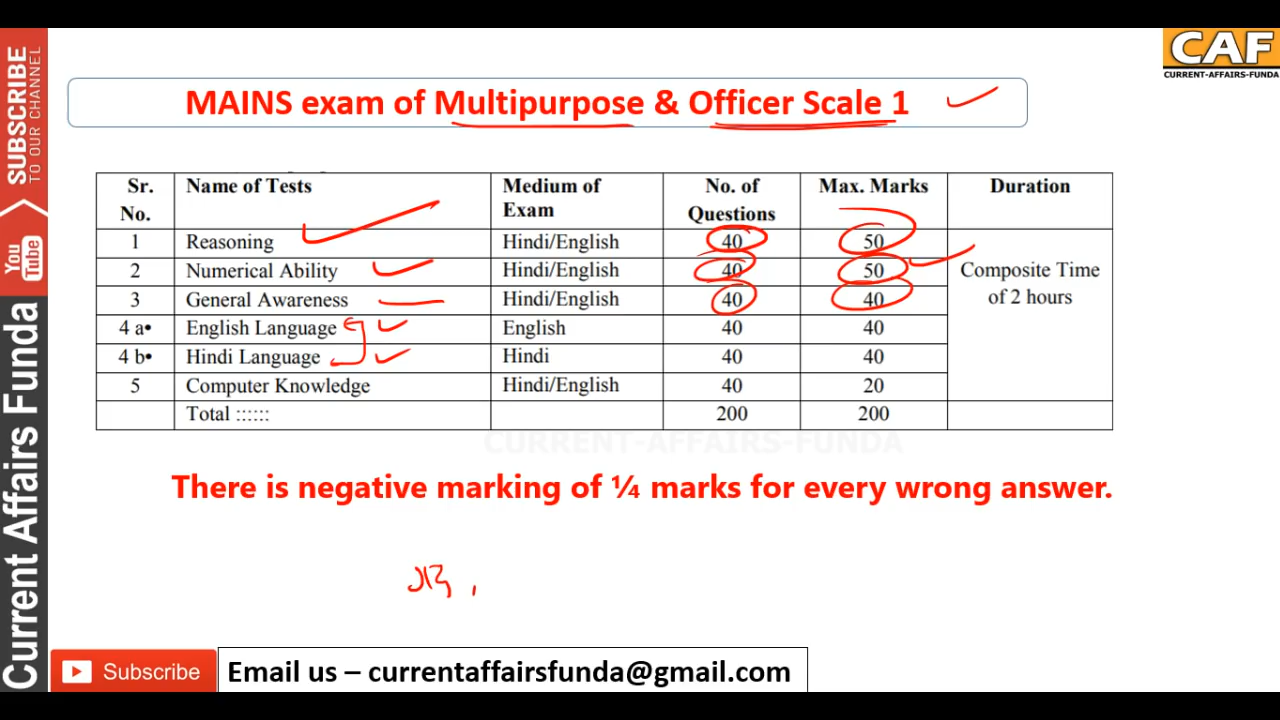 SUBSCRIBE
TO OUR CHANNEL
You Tube
Current Affairs Funda
CAF
CURRENT-AFFAIRS-FUNDA
MAINS exam of Multipurpose & Officer Scale 1
Sr. No. Name of Tests Medium of Exam No. of Questions Max. Marks Duration
1 Reasoning Hindi/English 40 50 Composite Time of 2 hours
2 Numerical Ability Hindi/English 40 50
3 General Awareness Hindi/English 40 40
4 a• English Language English 40 40
4 b• Hindi Language Hindi 40 40
5 Computer Knowledge Hindi/English 40 20
Total :::::: 200 200
CURRENT-AFFAIRS-FUNDA
There is negative marking of ¼ marks for every wrong answer.
Subscribe
Email us – currentaffairsfunda@gmail.com